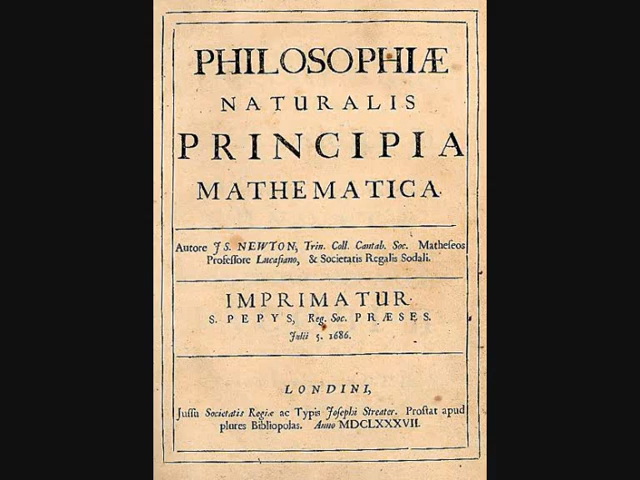 PHILOSOPHIÆ
NATURALIS
PRINCIPIA
MATHEMATICA.
Autore JS. NEWTON, Trin. Coll. Cantab. Soc. Matheseos
Professore Lucasiano, & Societatis Regalis Sodali.
IMPRIMATUR.
S. PEPYS, Reg. Soc. PRÆSES.
Julii 5. 1686.
LONDINI,
Jussu Societatis Regiæ ac Typis Josephi Streater. Prostat apud
plures Bibliopolas. Anno MDCLXXXVII.